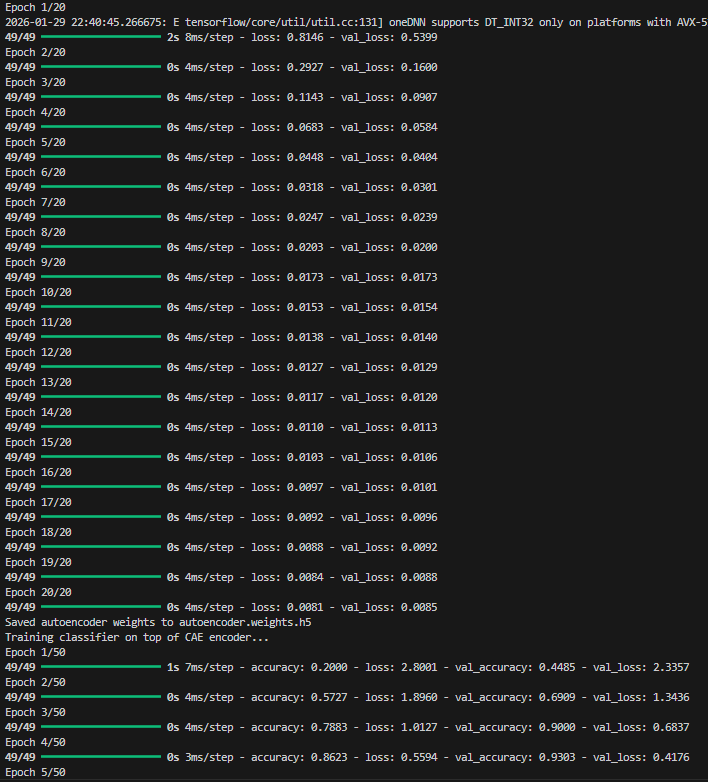 Epoch 1/20
2026-01-29 22:40:45.266675: E tensorflow/core/util/util.cc:131] oneDNN supports DT_INT32 only on platforms with AVX-5
49/49 2s 8ms/step - loss: 0.8146 - val_loss: 0.5399
Epoch 2/20
49/49 0s 4ms/step - loss: 0.2927 - val_loss: 0.1600
Epoch 3/20
49/49 0s 4ms/step - loss: 0.1143 - val_loss: 0.0907
Epoch 4/20
49/49 0s 4ms/step - loss: 0.0683 - val_loss: 0.0584
Epoch 5/20
49/49 0s 4ms/step - loss: 0.0448 - val_loss: 0.0404
Epoch 6/20
49/49 0s 4ms/step - loss: 0.0318 - val_loss: 0.0301
Epoch 7/20
49/49 0s 4ms/step - loss: 0.0247 - val_loss: 0.0239
Epoch 8/20
49/49 0s 4ms/step - loss: 0.0203 - val_loss: 0.0200
Epoch 9/20
49/49 0s 4ms/step - loss: 0.0173 - val_loss: 0.0173
Epoch 10/20
49/49 0s 4ms/step - loss: 0.0153 - val_loss: 0.0154
Epoch 11/20
49/49 0s 4ms/step - loss: 0.0138 - val_loss: 0.0140
Epoch 12/20
49/49 0s 4ms/step - loss: 0.0127 - val_loss: 0.0129
Epoch 13/20
49/49 0s 4ms/step - loss: 0.0117 - val_loss: 0.0120
Epoch 14/20
49/49 0s 4ms/step - loss: 0.0110 - val_loss: 0.0113
Epoch 15/20
49/49 0s 4ms/step - loss: 0.0103 - val_loss: 0.0106
Epoch 16/20
49/49 0s 4ms/step - loss: 0.0097 - val_loss: 0.0101
Epoch 17/20
49/49 0s 4ms/step - loss: 0.0092 - val_loss: 0.0096
Epoch 18/20
49/49 0s 4ms/step - loss: 0.0088 - val_loss: 0.0092
Epoch 19/20
49/49 0s 4ms/step - loss: 0.0084 - val_loss: 0.0088
Epoch 20/20
49/49 0s 4ms/step - loss: 0.0081 - val_loss: 0.0085
Saved autoencoder weights to autoencoder.weights.h5
Training classifier on top of CAE encoder...
Epoch 1/50
49/49 1s 7ms/step - accuracy: 0.2000 - loss: 2.8001 - val_accuracy: 0.4485 - val_loss: 2.3357
Epoch 2/50
49/49 0s 4ms/step - accuracy: 0.5727 - loss: 1.8960 - val_accuracy: 0.6909 - val_loss: 1.3436
Epoch 3/50
49/49 0s 4ms/step - accuracy: 0.7883 - loss: 1.0127 - val_accuracy: 0.9000 - val_loss: 0.6837
Epoch 4/50
49/49 0s 3ms/step - accuracy: 0.8623 - loss: 0.5594 - val_accuracy: 0.9303 - val_loss: 0.4176
Epoch 5/50